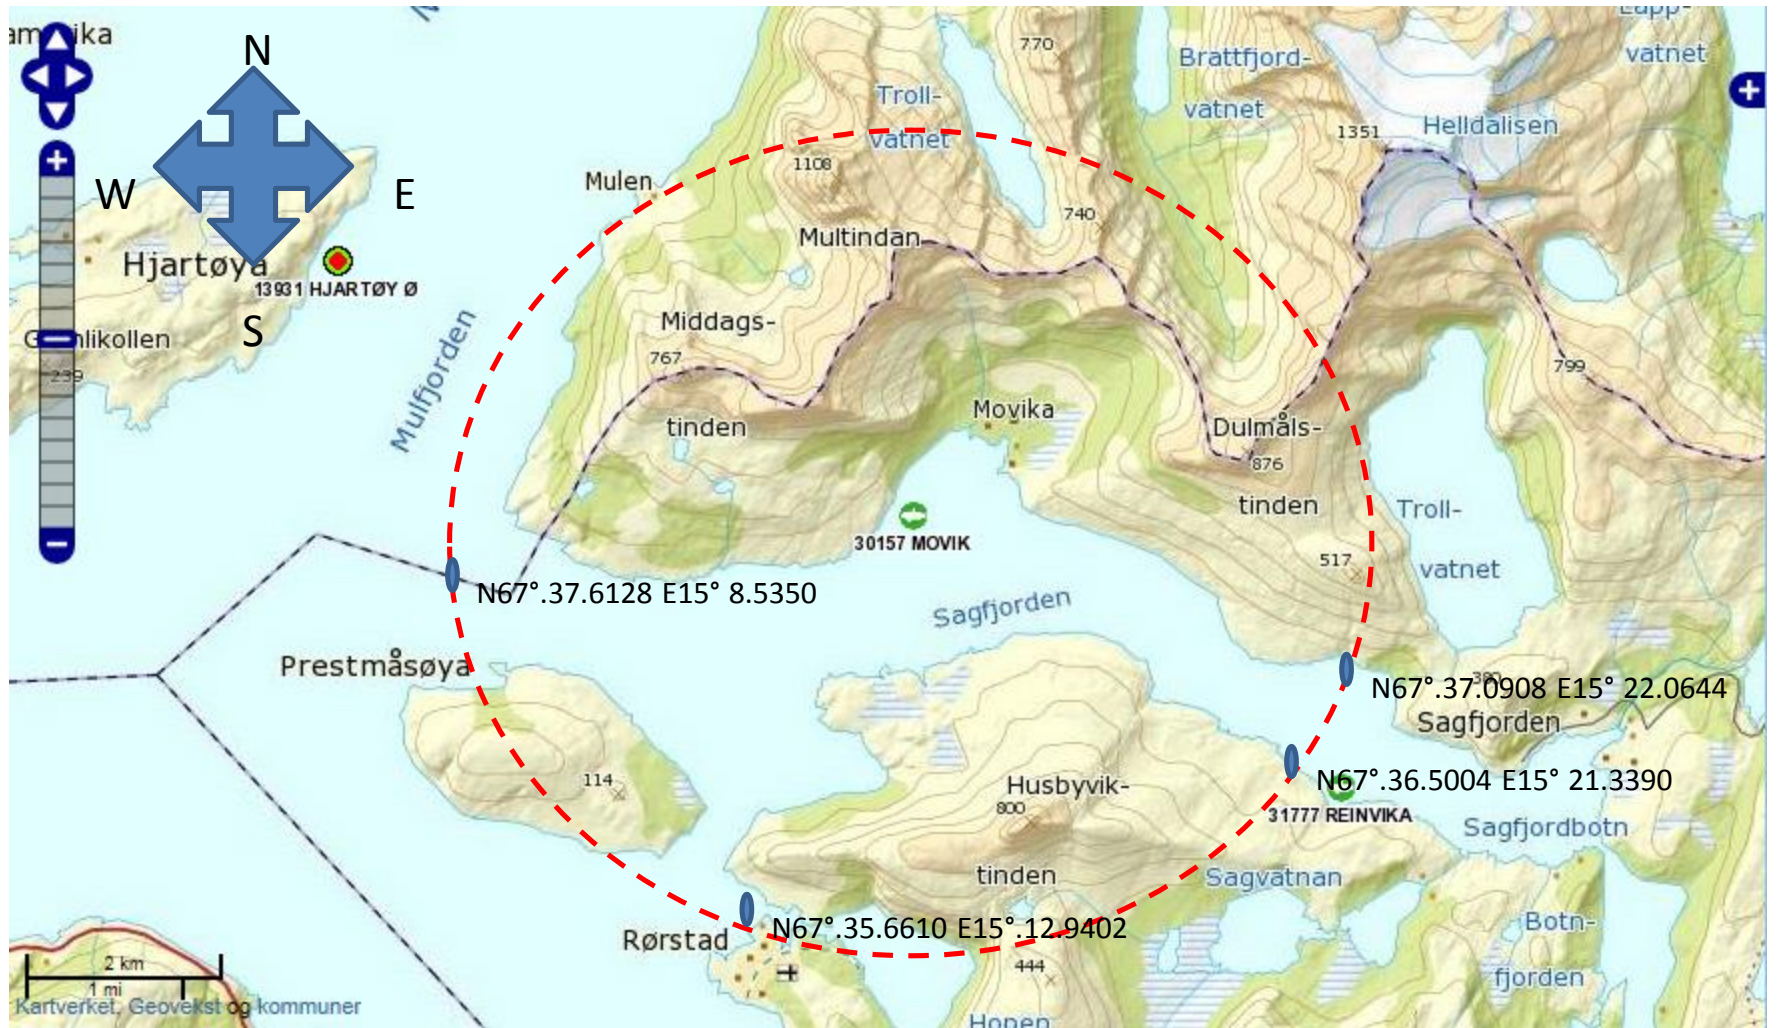 Lapp-
vatnet
N
Brattfjord-
vatnet
770
Troll-
vatnet
1351
Helldalisen
1108
Mulen
W
E
740
Multindan
Hjartøya
13931 HJARTØY Ø
S
Middags-
767
tinden
239
Mulfjorden
799
Movika
Dulmåls-
876
tinden
Troll-
vatnet
30157 MOVIK
517
N67°.37.6128 E15° 8.5350
Sagfjorden
Prestmåsøya
380
N67°.37.0908 E15° 22.0644
Sagfjorden
114
Husbyvik-
800
tinden
N67°.36.5004 E15° 21.3390
31777 REINVIKA
Sagfjordbotn
Sagvatnan
Rørstad
N67°.35.6610 E15°.12.9402
Botn-
fjorden
444
Hopen
2 km
1 mi
Kartverket, Geovekst og kommuner